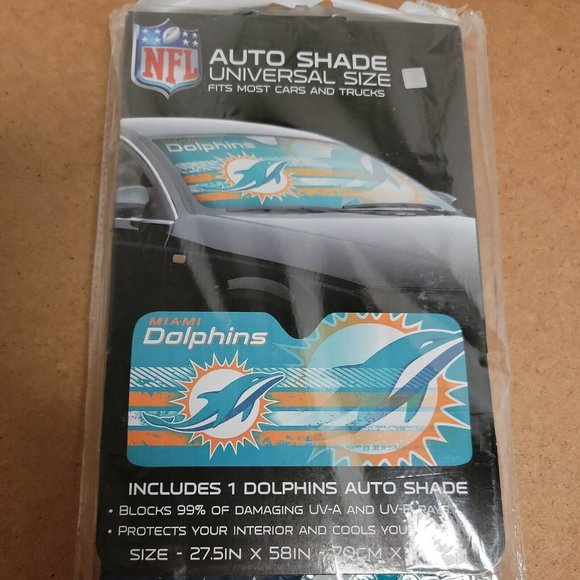 NFL
AUTO SHADE
UNIVERSAL SIZE
FITS MOST CARS AND TRUCKS
Dolphins
MIAMI
Dolphins
INCLUDES 1 DOLPHINS AUTO SHADE
• BLOCKS 99% OF DAMAGING UV-A AND UV-B RAYS
• PROTECTS YOUR INTERIOR AND COOLS YOUR
SIZE - 27.5IN X 58IN - 70CM X